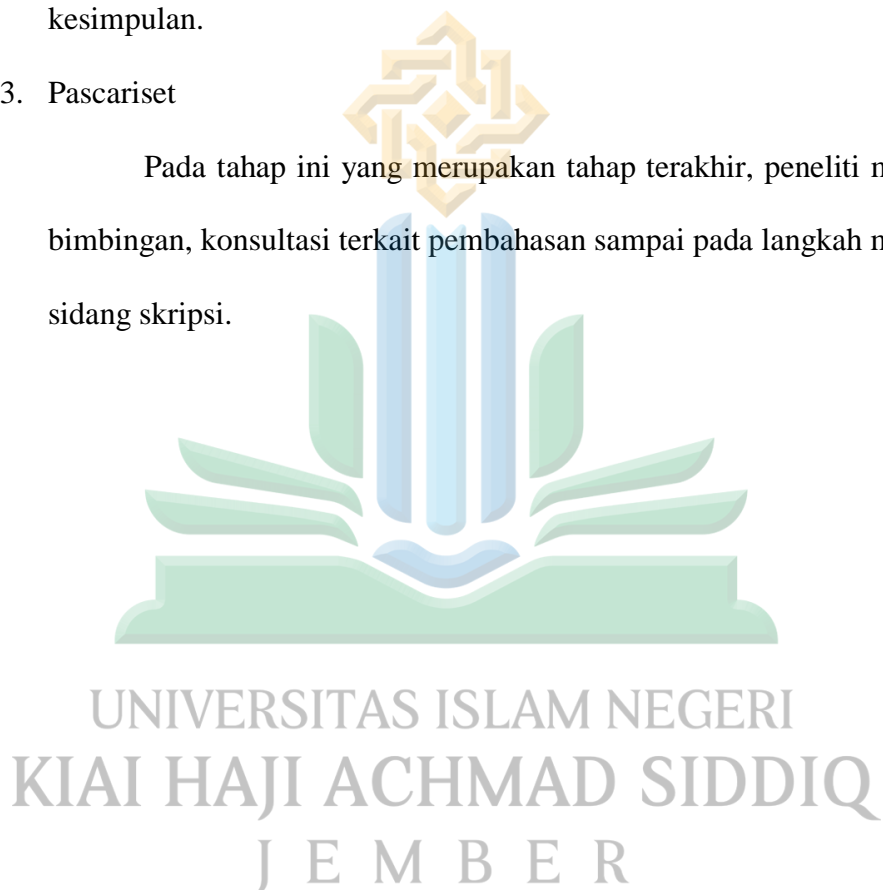 kesimpulan.
3. Pascariset
Pada tahap ini yang merupakan tahap terakhir, peneliti
bimbingan, konsultasi terkait pembahasan sampai pada langkah
sidang skripsi.
UNIVERSITAS ISLAM NEGERI
KIAI HAJI ACHMAD SIDDIQ
JEMBER